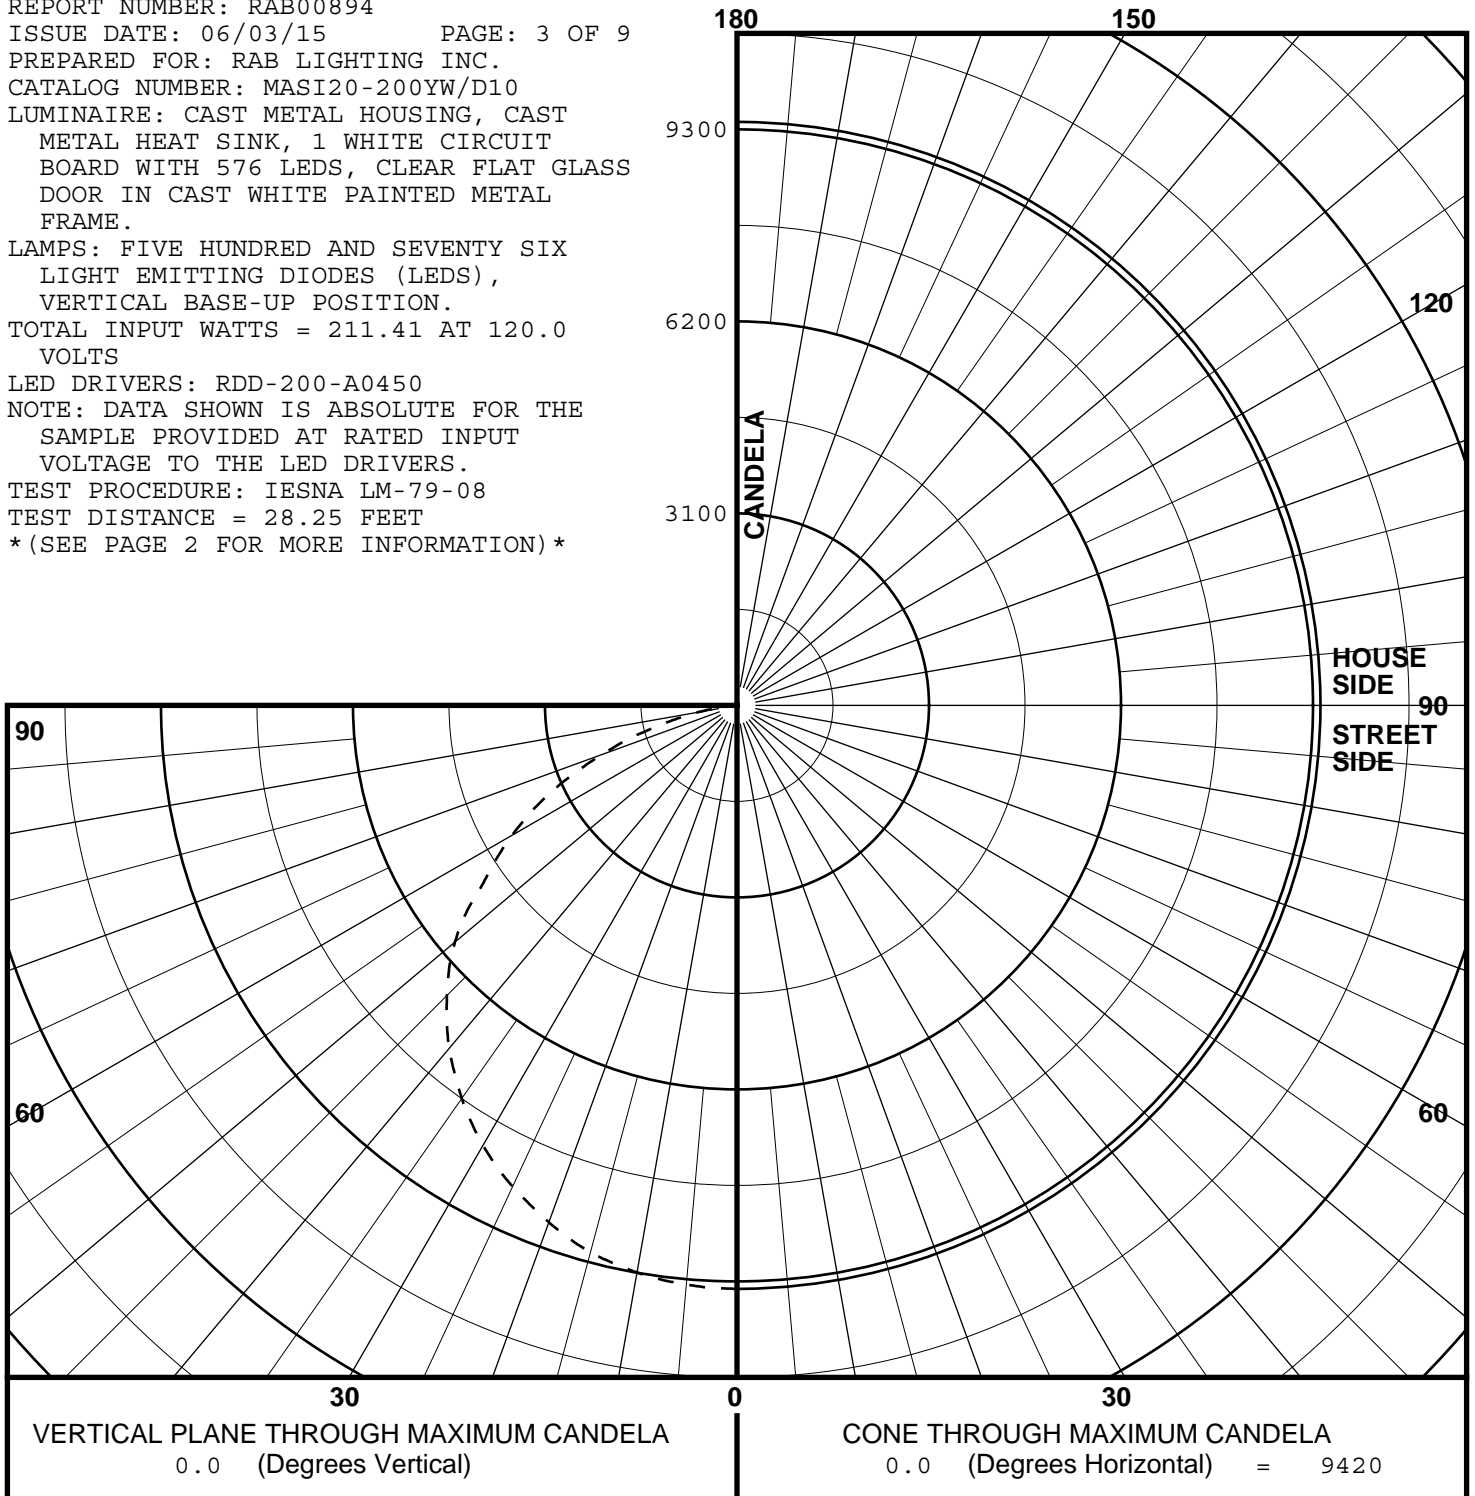 REPORT NUMBER: RAB00894
ISSUE DATE: 06/03/15 PAGE: 3 OF 9
PREPARED FOR: RAB LIGHTING INC.
CATALOG NUMBER: MASI20-200YW/D10
LUMINAIRE: CAST METAL HOUSING, CAST
METAL HEAT SINK, 1 WHITE CIRCUIT
BOARD WITH 576 LEDS, CLEAR FLAT GLASS
DOOR IN CAST WHITE PAINTED METAL
FRAME.
LAMPS: FIVE HUNDRED AND SEVENTY SIX
LIGHT EMITTING DIODES (LEDS),
VERTICAL BASE-UP POSITION.
TOTAL INPUT WATTS = 211.41 AT 120.0
VOLTS
LED DRIVERS: RDD-200-A0450
NOTE: DATA SHOWN IS ABSOLUTE FOR THE
SAMPLE PROVIDED AT RATED INPUT
VOLTAGE TO THE LED DRIVERS.
TEST PROCEDURE: IESNA LM-79-08
TEST DISTANCE = 28.25 FEET
*(SEE PAGE 2 FOR MORE INFORMATION)*
180
150
9300
120
6200
CANDELA
3100
HOUSE
SIDE
90
STREET
SIDE
90
60
60
30
0
30
VERTICAL PLANE THROUGH MAXIMUM CANDELA
0.0 (Degrees Vertical)
CONE THROUGH MAXIMUM CANDELA
0.0 (Degrees Horizontal) = 9420